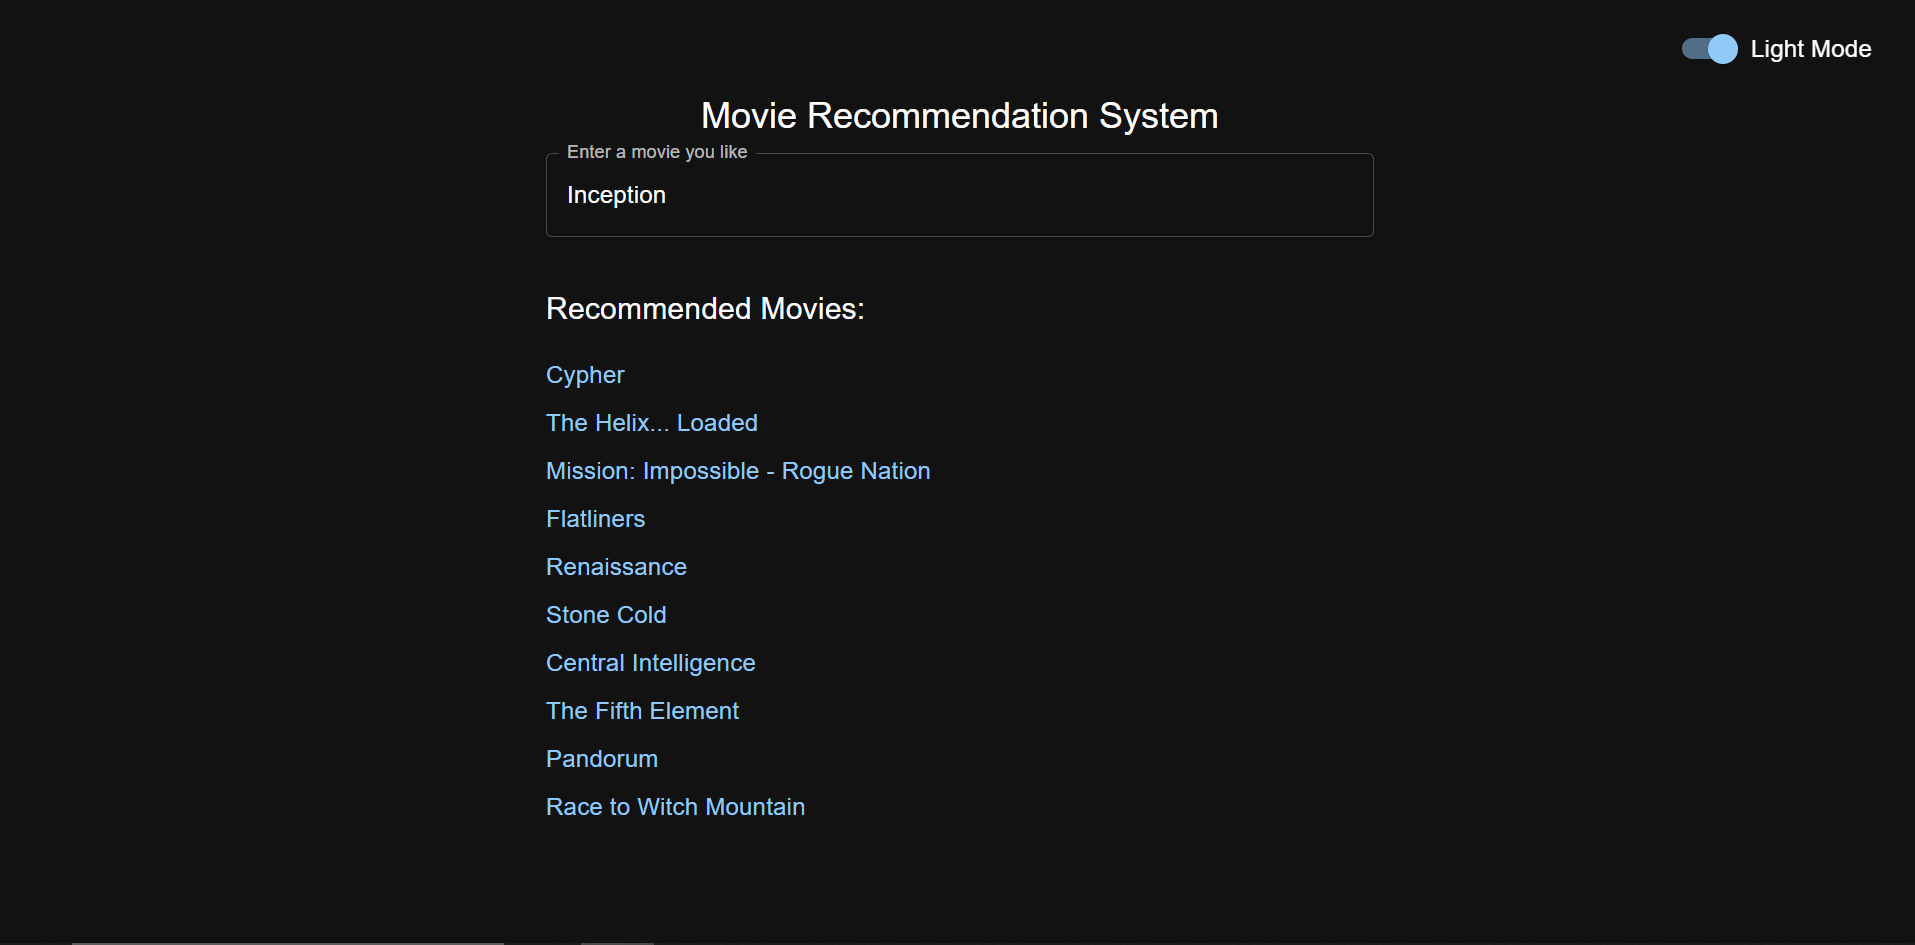 Light Mode
Movie Recommendation System
Enter a movie you like
Inception
Recommended Movies:
Cypher
The Helix... Loaded
Mission: Impossible - Rogue Nation
Flatliners
Renaissance
Stone Cold
Central Intelligence
The Fifth Element
Pandorum
Race to Witch Mountain